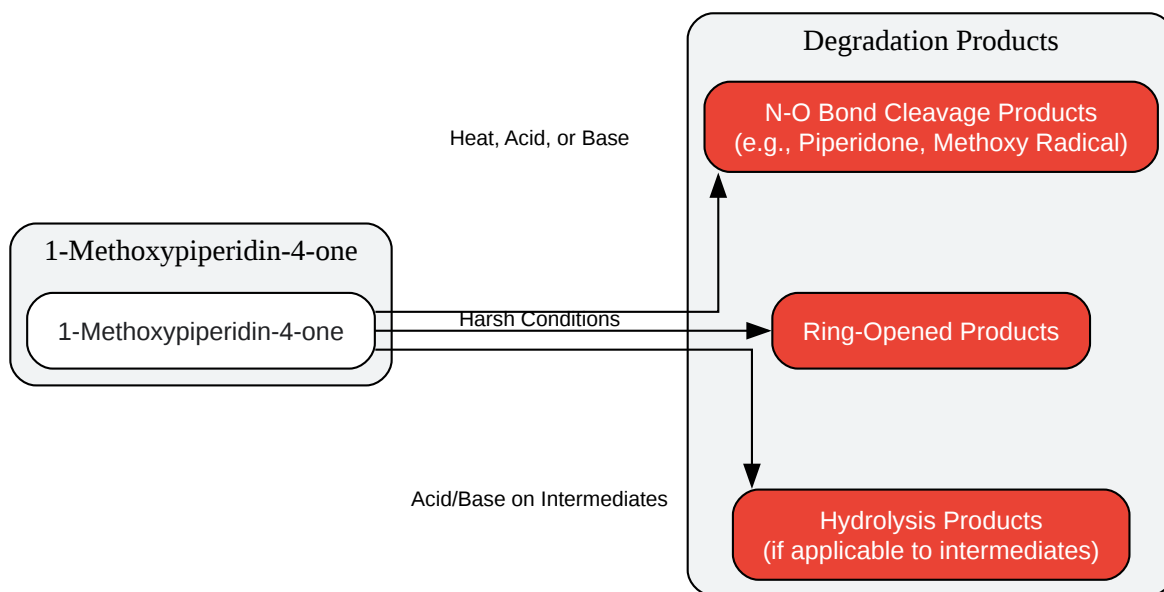 Degradation Products
N-O Bond Cleavage Products
(e.g., Piperidone, Methoxy Radical)
Heat, Acid, or Base
1-Methoxypiperidin-4-one
1-Methoxypiperidin-4-one
Harsh Conditions
Ring-Opened Products
Acid/Base on Intermediates
Hydrolysis Products
(if applicable to intermediates)